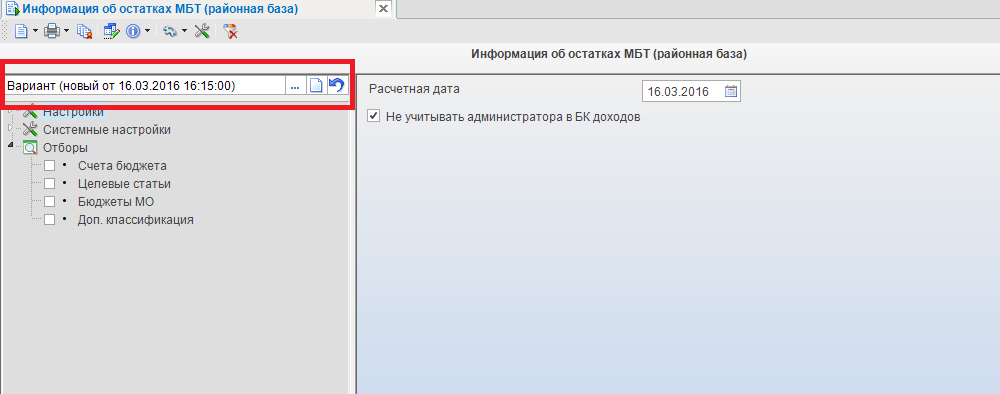 Информация об остатках МБТ (районная база)
Информация об остатках МБТ (районная база)
Вариант (новый от 16.03.2016 16:15:00)
...
Настройки
Системные настройки
Отборы
Счета бюджета
Целевые статьи
Бюджеты МО
Доп. классификация
Расчетная дата
16.03.2016
Не учитывать администратора в БК доходов